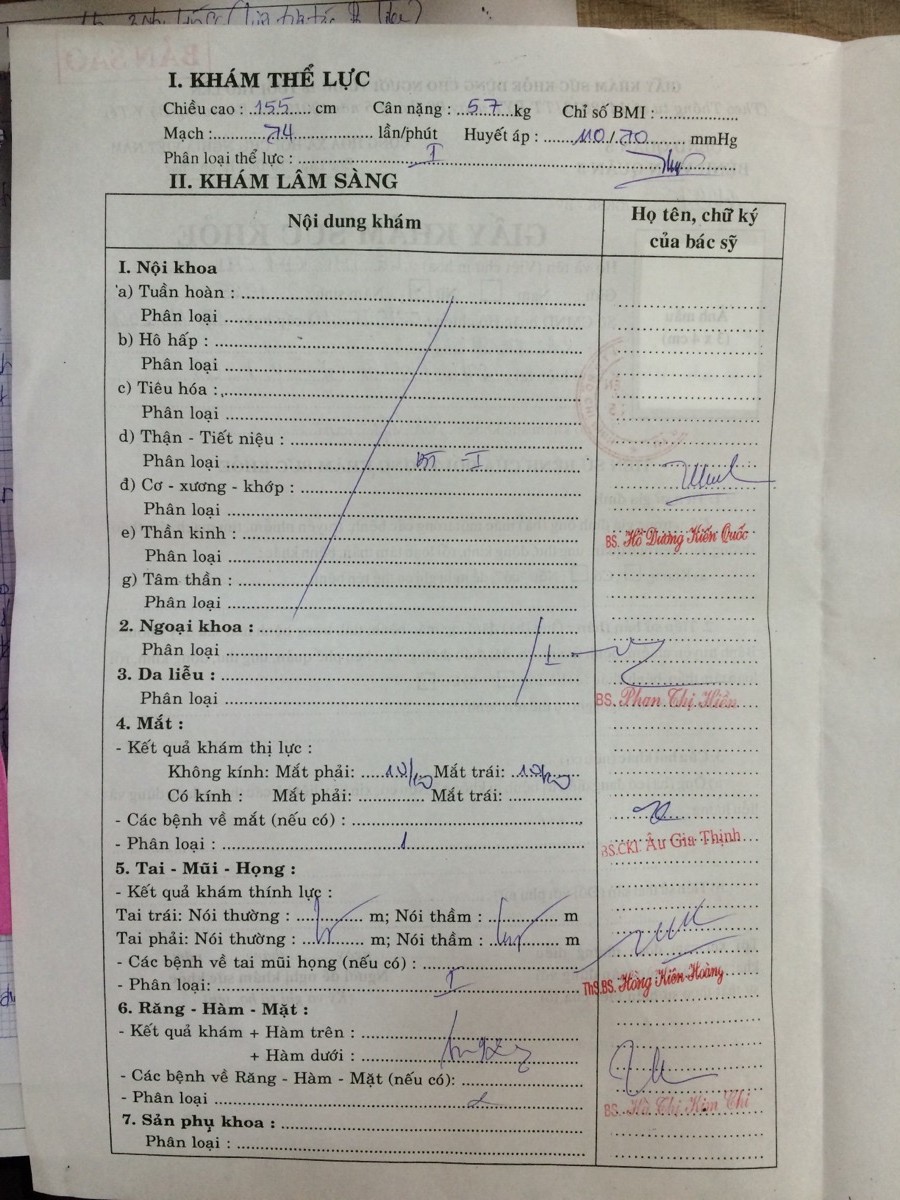 BẢN SAO
I. KHÁM THỂ LỰC
Chiều cao : 155 cm Cân nặng : 57 kg Chỉ số BMI : ..................
Mạch : 74 lần/phút Huyết áp : 110/70 mmHg
Phân loại thể lực : I
II. KHÁM LÂM SÀNG
Nội dung khám
Họ tên, chữ ký
của bác sỹ
I. Nội khoa
a) Tuần hoàn :
Phân loại
b) Hô hấp :
Phân loại
c) Tiêu hóa :
Phân loại
d) Thận - Tiết niệu :
Phân loại BT - I
đ) Cơ - xương - khớp :
Phân loại
e) Thần kinh :
BS. Hồ Dương Kiến Quốc
Phân loại
g) Tâm thần :
Phân loại
2. Ngoại khoa :
Phân loại I
3. Da liễu :
Phân loại
BS. Phan Thị Hiền
4. Mắt :
- Kết quả khám thị lực :
Không kính: Mắt phải: 10/10 Mắt trái: 10/10
Có kính : Mắt phải: .............. Mắt trái: ...............
- Các bệnh về mắt (nếu có) :
- Phân loại : 1
BS.CKI. Âu Gia Thịnh
5. Tai - Mũi - Họng :
- Kết quả khám thính lực :
Tai trái: Nói thường : m; Nói thầm : m
Tai phải: Nói thường : m; Nói thầm : m
- Các bệnh về tai mũi họng (nếu có) :
- Phân loại: I
ThS.BS. Hồng Kiến Hoàng
6. Răng - Hàm - Mặt :
- Kết quả khám + Hàm trên :
+ Hàm dưới :
- Các bệnh về Răng - Hàm - Mặt (nếu có):
- Phân loại
BS. Hồ Thị Kim Chi
7. Sản phụ khoa :
Phân loại :